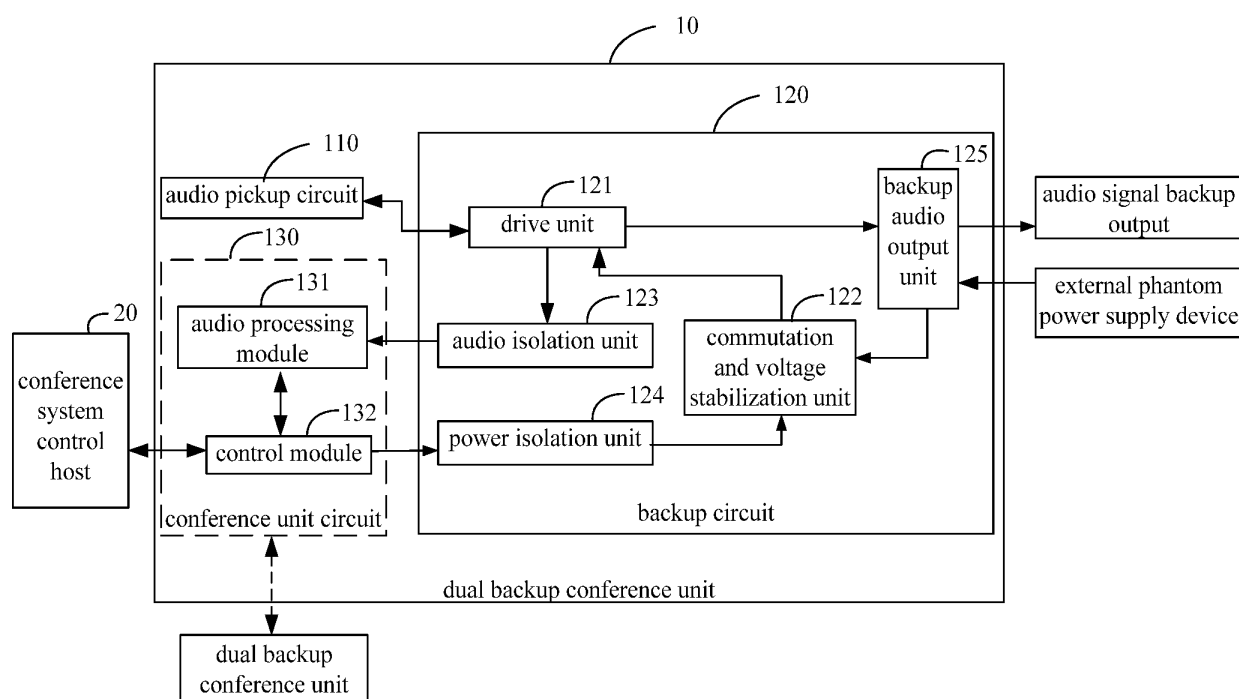 10
120
110
audio pickup circuit
121
drive unit
125
backup
audio
output
unit
audio signal backup
output
external phantom
power supply device
130
131
audio processing
module
123
audio isolation unit
122
commutation
and voltage
stabilization unit
20
conference
system
control
host
132
control module
124
power isolation unit
conference unit circuit
backup circuit
dual backup conference unit
dual backup
conference unit